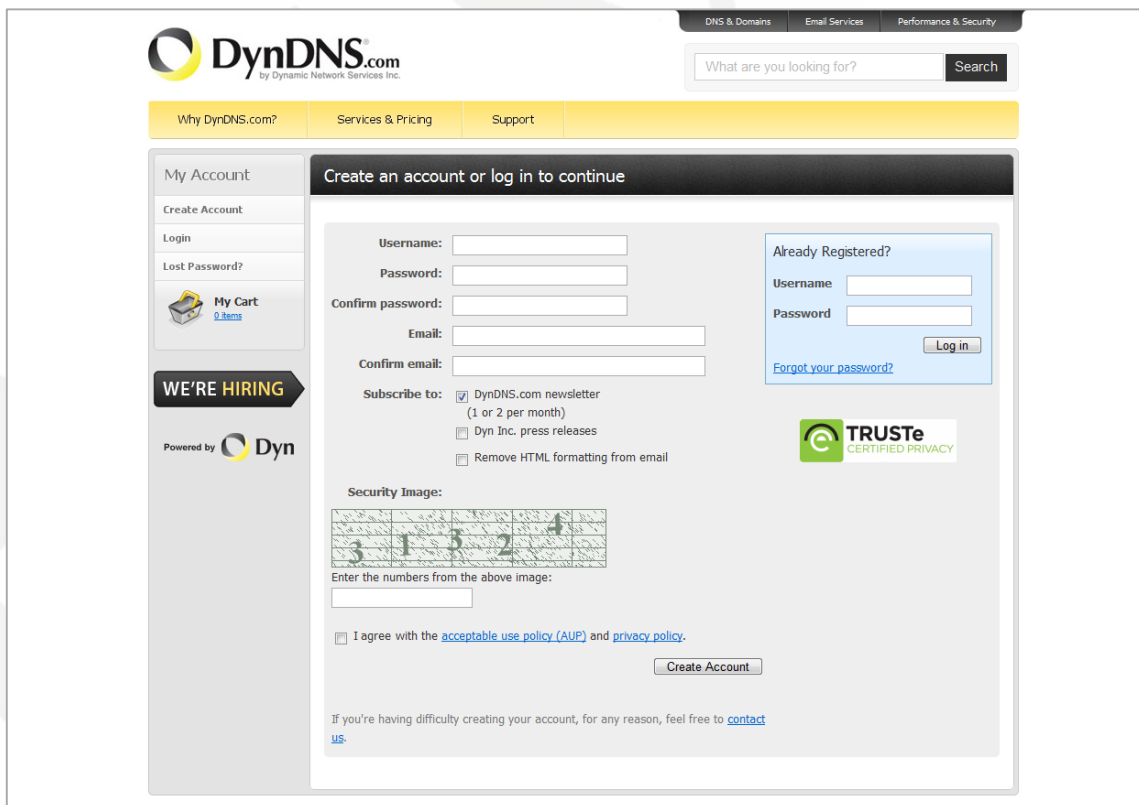 DNS & Domains Email Services Performance & Security
DynDNS.com
by Dynamic Network Services Inc.
What are you looking for? Search
Why DynDNS.com? Services & Pricing Support
My Account
Create Account
Login
Lost Password?
My Cart
0 items
WE'RE HIRING
Powered by Dyn
Create an account or log in to continue
Username:
Password:
Confirm password:
Email:
Confirm email:
Subscribe to: DynDNS.com newsletter
(1 or 2 per month)
Dyn Inc. press releases
Remove HTML formatting from email
Security Image:
3 1 3 2 4
Enter the numbers from the above image:
I agree with the acceptable use policy (AUP) and privacy policy.
Create Account
If you're having difficulty creating your account, for any reason, feel free to contact
us.
Already Registered?
Username
Password
Log in
Forgot your password?
TRUSTe
CERTIFIED PRIVACY